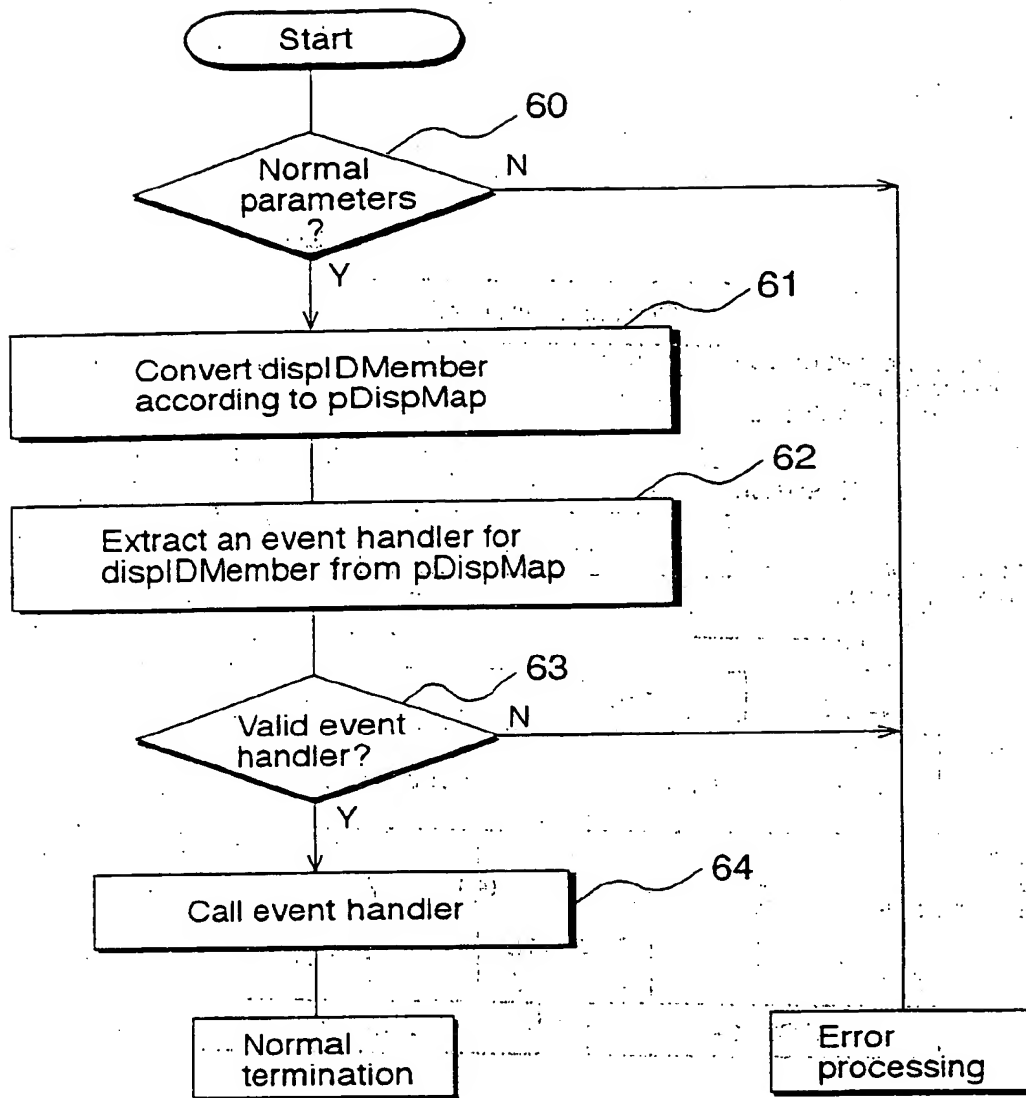 Start
60
Normal
parameters
?
N
Y
61
Convert dispIDMember
according to pDispMap
62
Extract an event handler for
dispIDMember from pDispMap
63
Valid event
handler?
N
Y
64
Call event handler
Normal
termination
Error
processing